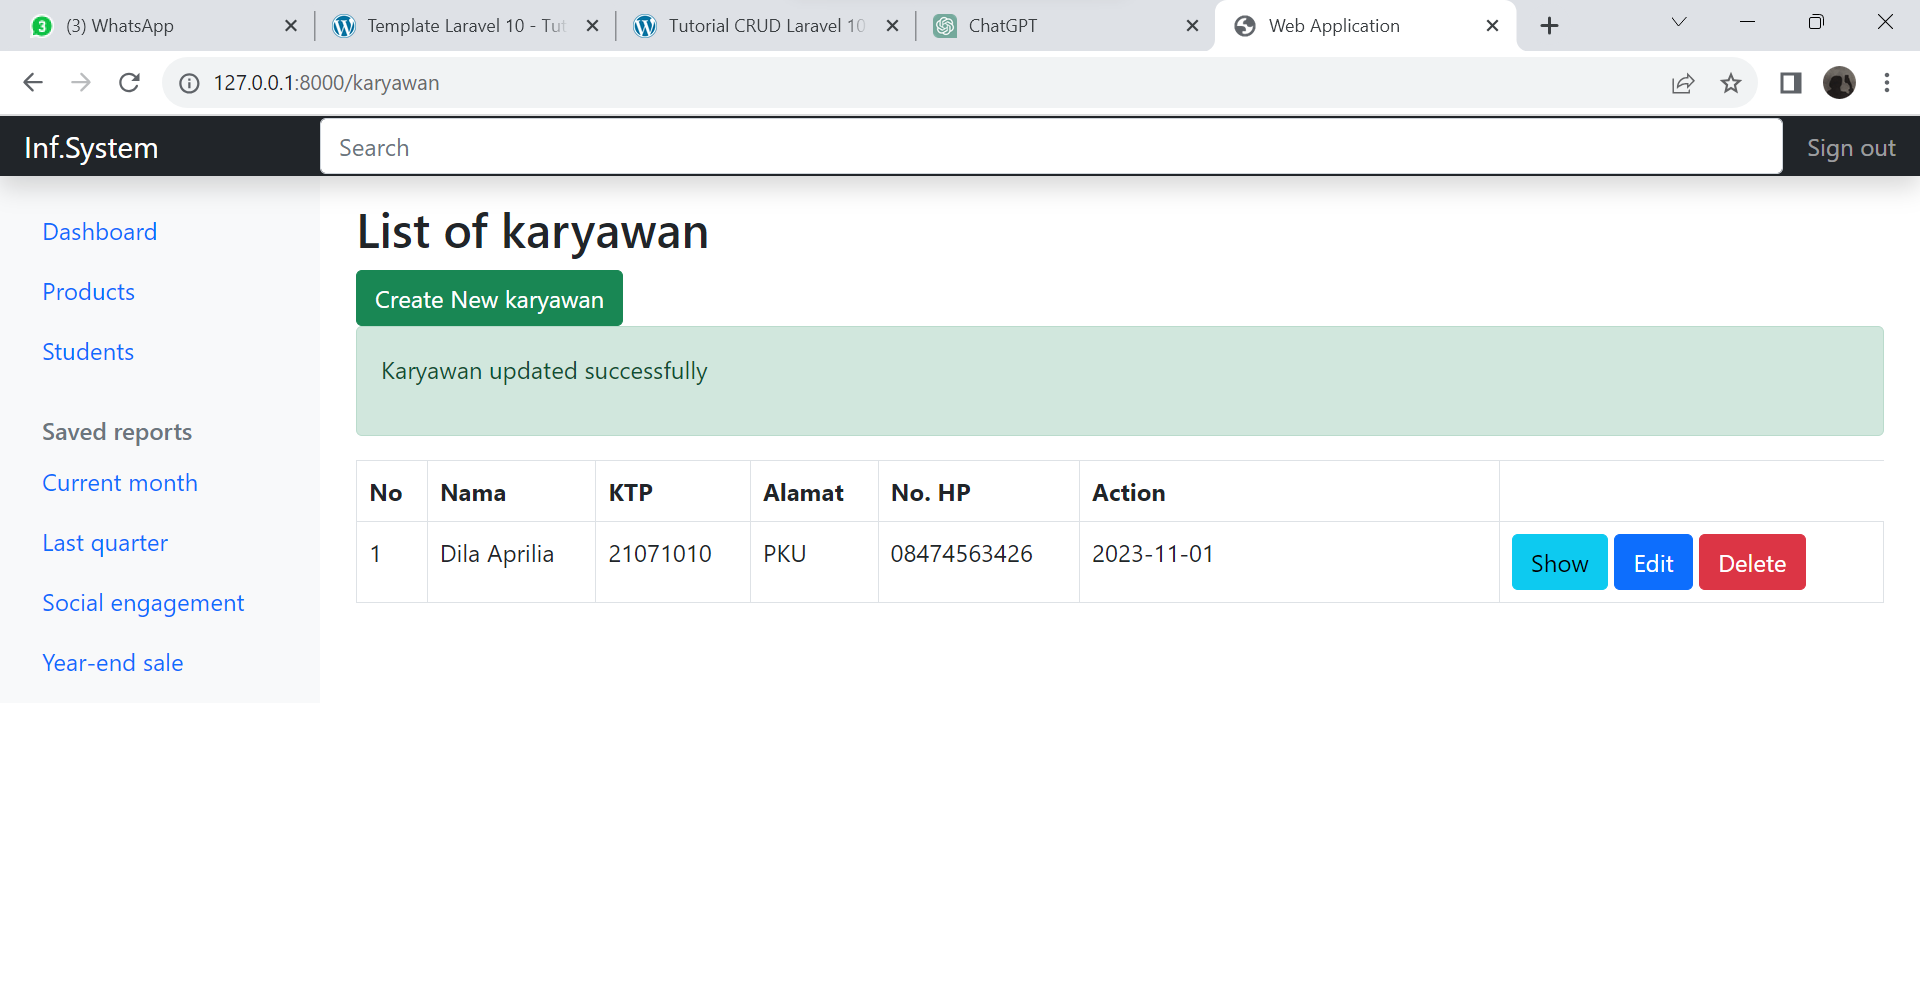 3 (3) WhatsApp
Template Laravel 10 - Tut
Tutorial CRUD Laravel 10
ChatGPT
Web Application
127.0.0.1:8000/karyawan
Inf.System
Search
Sign out
Dashboard
Products
Students
Saved reports
Current month
Last quarter
Social engagement
Year-end sale
List of karyawan
Create New karyawan
Karyawan updated successfully
No Nama KTP Alamat No. HP Action
1 Dila Aprilia 21071010 PKU 08474563426 2023-11-01 Show Edit Delete